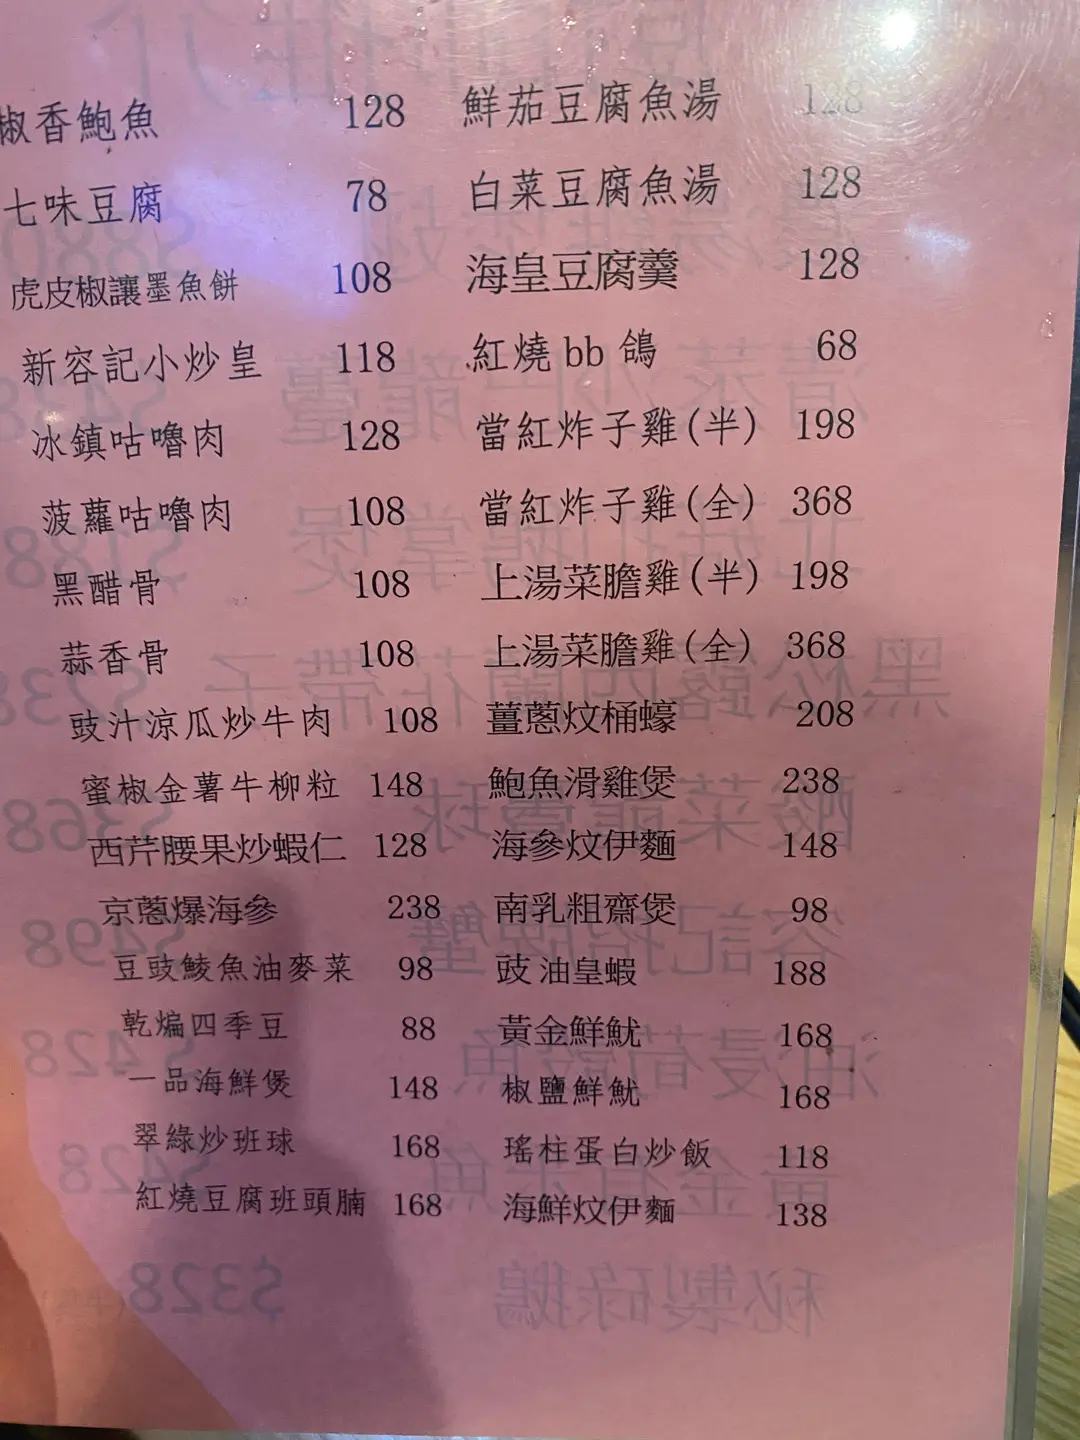 椒香鮑魚 128
七味豆腐 78
虎皮椒讓墨魚餅 108
新容記小炒皇 118
冰鎮咕嚕肉 128
菠蘿咕嚕肉 108
黑醋骨 108
蒜香骨 108
豉汁涼瓜炒牛肉 108
蜜椒金薯牛柳粒 148
西芹腰果炒蝦仁 128
京蔥爆海參 238
豆豉鯪魚油麥菜 98
乾煸四季豆 88
一品海鮮煲 148
翠綠炒班球 168
紅燒豆腐班頭腩 168
鮮茄豆腐魚湯 128
白菜豆腐魚湯 128
海皇豆腐羹 128
紅燒 bb 鴿 68
當紅炸子雞(半) 198
當紅炸子雞(全) 368
上湯菜膽雞(半) 198
上湯菜膽雞(全) 368
薑蔥炆桶蠔 208
鮑魚滑雞煲 238
海參炆伊麵 148
南乳粗齋煲 98
豉油皇蝦 188
黃金鮮魷 168
椒鹽鮮魷 168
瑤柱蛋白炒飯 118
海鮮炆伊麵 138